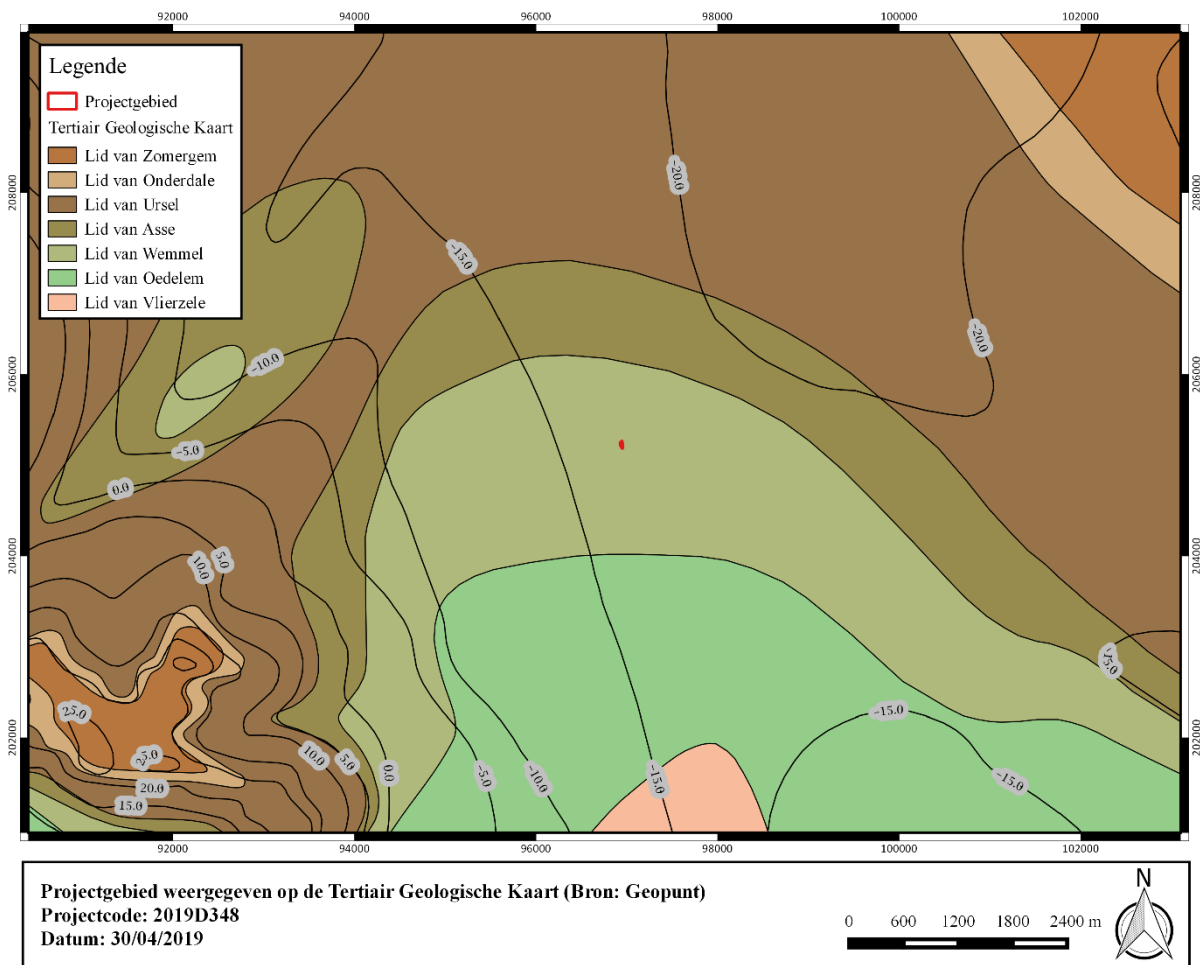 92000 94000 96000 98000 100000 102000
Legende
Projectgebied
Tertiair Geologische Kaart
Lid van Zomergem
Lid van Onderdale
Lid van Ursel
Lid van Asse
Lid van Wemmel
Lid van Oedelem
Lid van Vlierzele
208000 208000
-20.0
-15.0
-20.0
206000 206000
-10.0
-5.0
0.0
204000 204000
5.0
10.0
-15.0
25.0
-15.0
202000 202000
25.0 10.0 5.0 0.0 -5.0 -10.0 -15.0 -15.0
20.0
15.0
92000 94000 96000 98000 100000 102000
Projectgebied weergegeven op de Tertiair Geologische Kaart (Bron: Geopunt)
Projectcode: 2019D348
Datum: 30/04/2019
0 600 1200 1800 2400 m
N